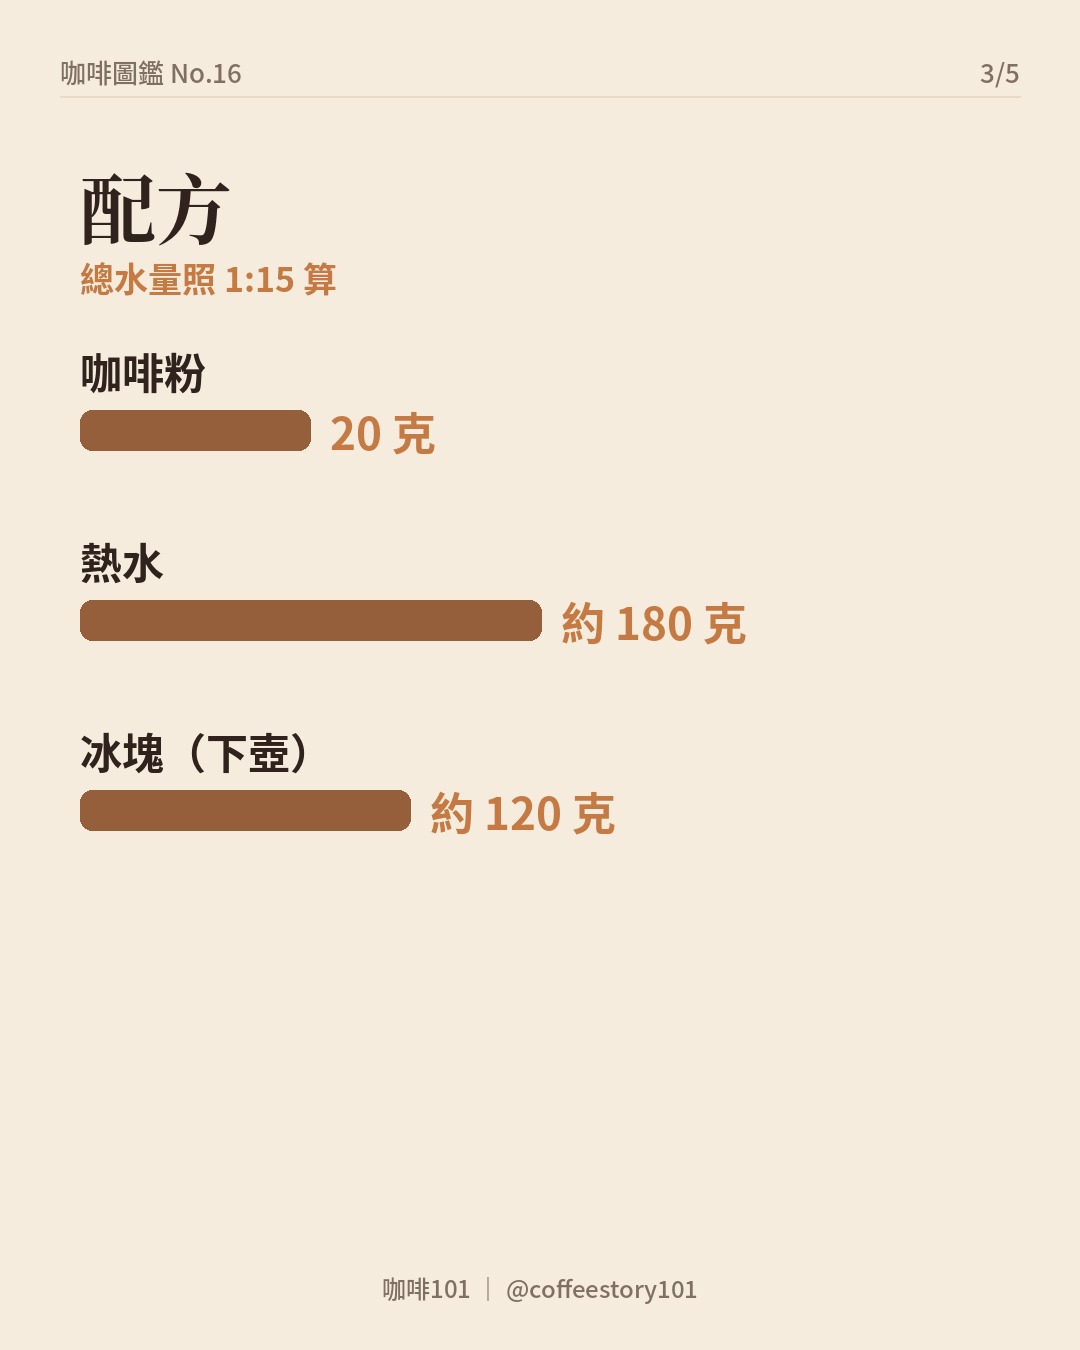 咖啡圖鑑 No.16
3/5
配方
總水量照 1:15 算
咖啡粉
20 克
熱水
約 180 克
冰塊（下壺）
約 120 克
咖啡101｜@coffeestory101